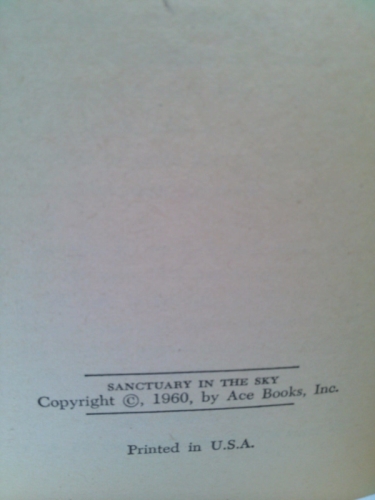 SANCTUARY IN THE SKY
Copyright ©, 1960, by Ace Books, Inc.
Printed in U.S.A.